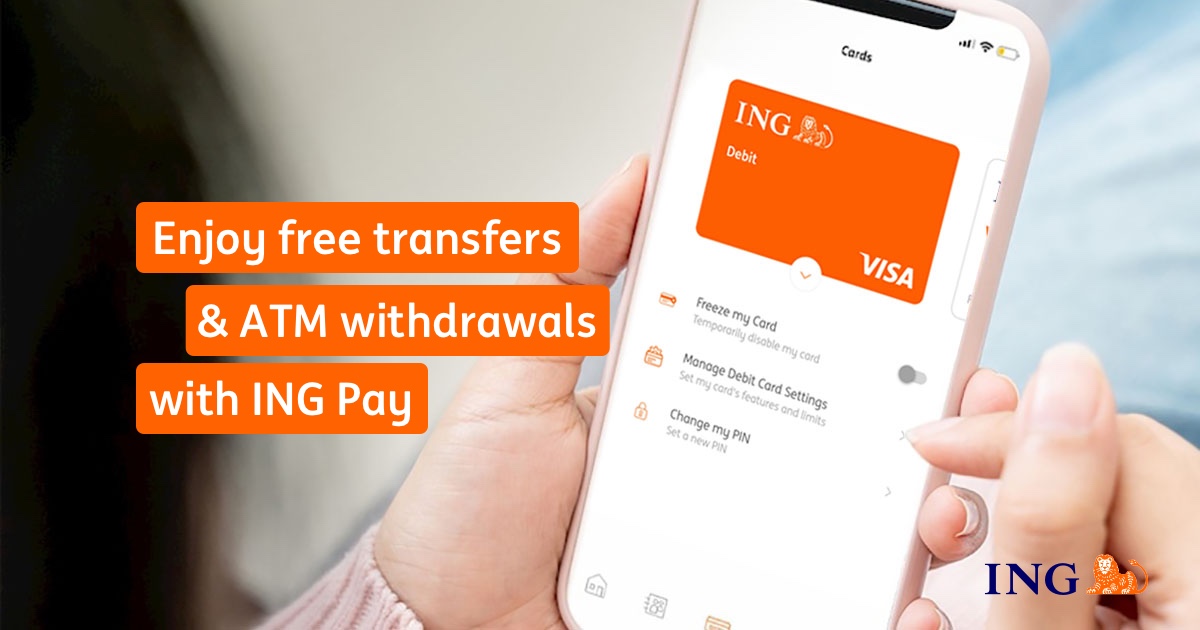 Enjoy free transfers
& ATM withdrawals
with ING Pay
Cards
ING
Debit
VISA
Freeze my Card
Temporarily disable my card
Manage Debit Card Settings
Set my card's features and limits
Change my PIN
Set a new PIN
ING